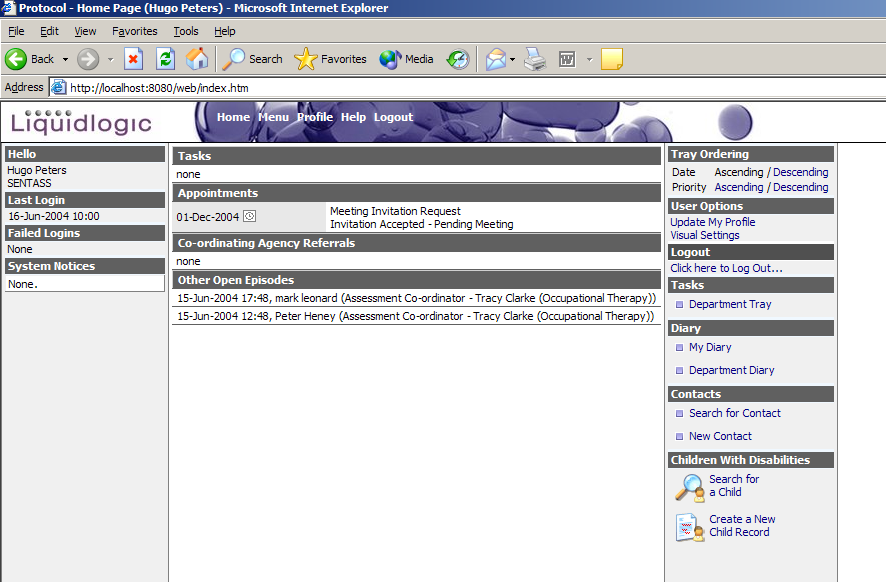 Protocol - Home Page (Hugo Peters) - Microsoft Internet Explorer
File Edit View Favorites Tools Help
Back Search Favorites Media
Address http://localhost:8080/web/index.htm
Liquidlogic
Home Menu Profile Help Logout
Hello
Hugo Peters
SENTASS
Last Login
16-Jun-2004 10:00
Failed Logins
None
System Notices
None.
Tasks
none
Appointments
01-Dec-2004 Meeting Invitation Request
Invitation Accepted - Pending Meeting
Co-ordinating Agency Referrals
none
Other Open Episodes
15-Jun-2004 17:48, mark leonard (Assessment Co-ordinator - Tracy Clarke (Occupational Therapy))
15-Jun-2004 12:48, Peter Heney (Assessment Co-ordinator - Tracy Clarke (Occupational Therapy))
Tray Ordering
Date Ascending / Descending
Priority Ascending / Descending
User Options
Update My Profile
Visual Settings
Logout
Click here to Log Out...
Tasks
Department Tray
Diary
My Diary
Department Diary
Contacts
Search for Contact
New Contact
Children With Disabilities
Search for
a Child
Create a New
Child Record